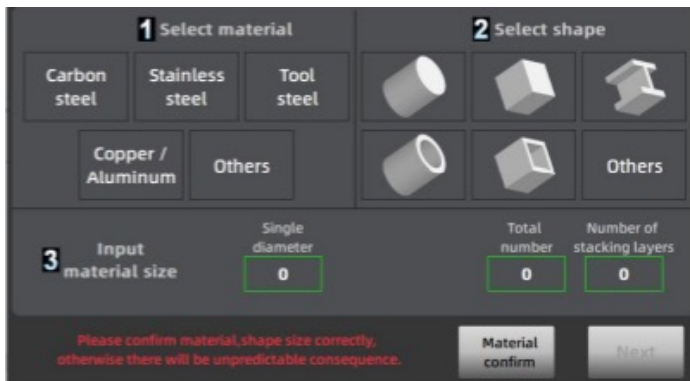 1 Select material
2 Select shape
Carbon
steel
Stainless
steel
Tool
steel
Copper /
Aluminum
Others
Others
3 Input
material size
Single
diameter
0
Total
number
0
Number of
stacking layers
0
Please confirm material,shape size correctly,
otherwise there will be unpredictable consequence.
Material
confirm
Next